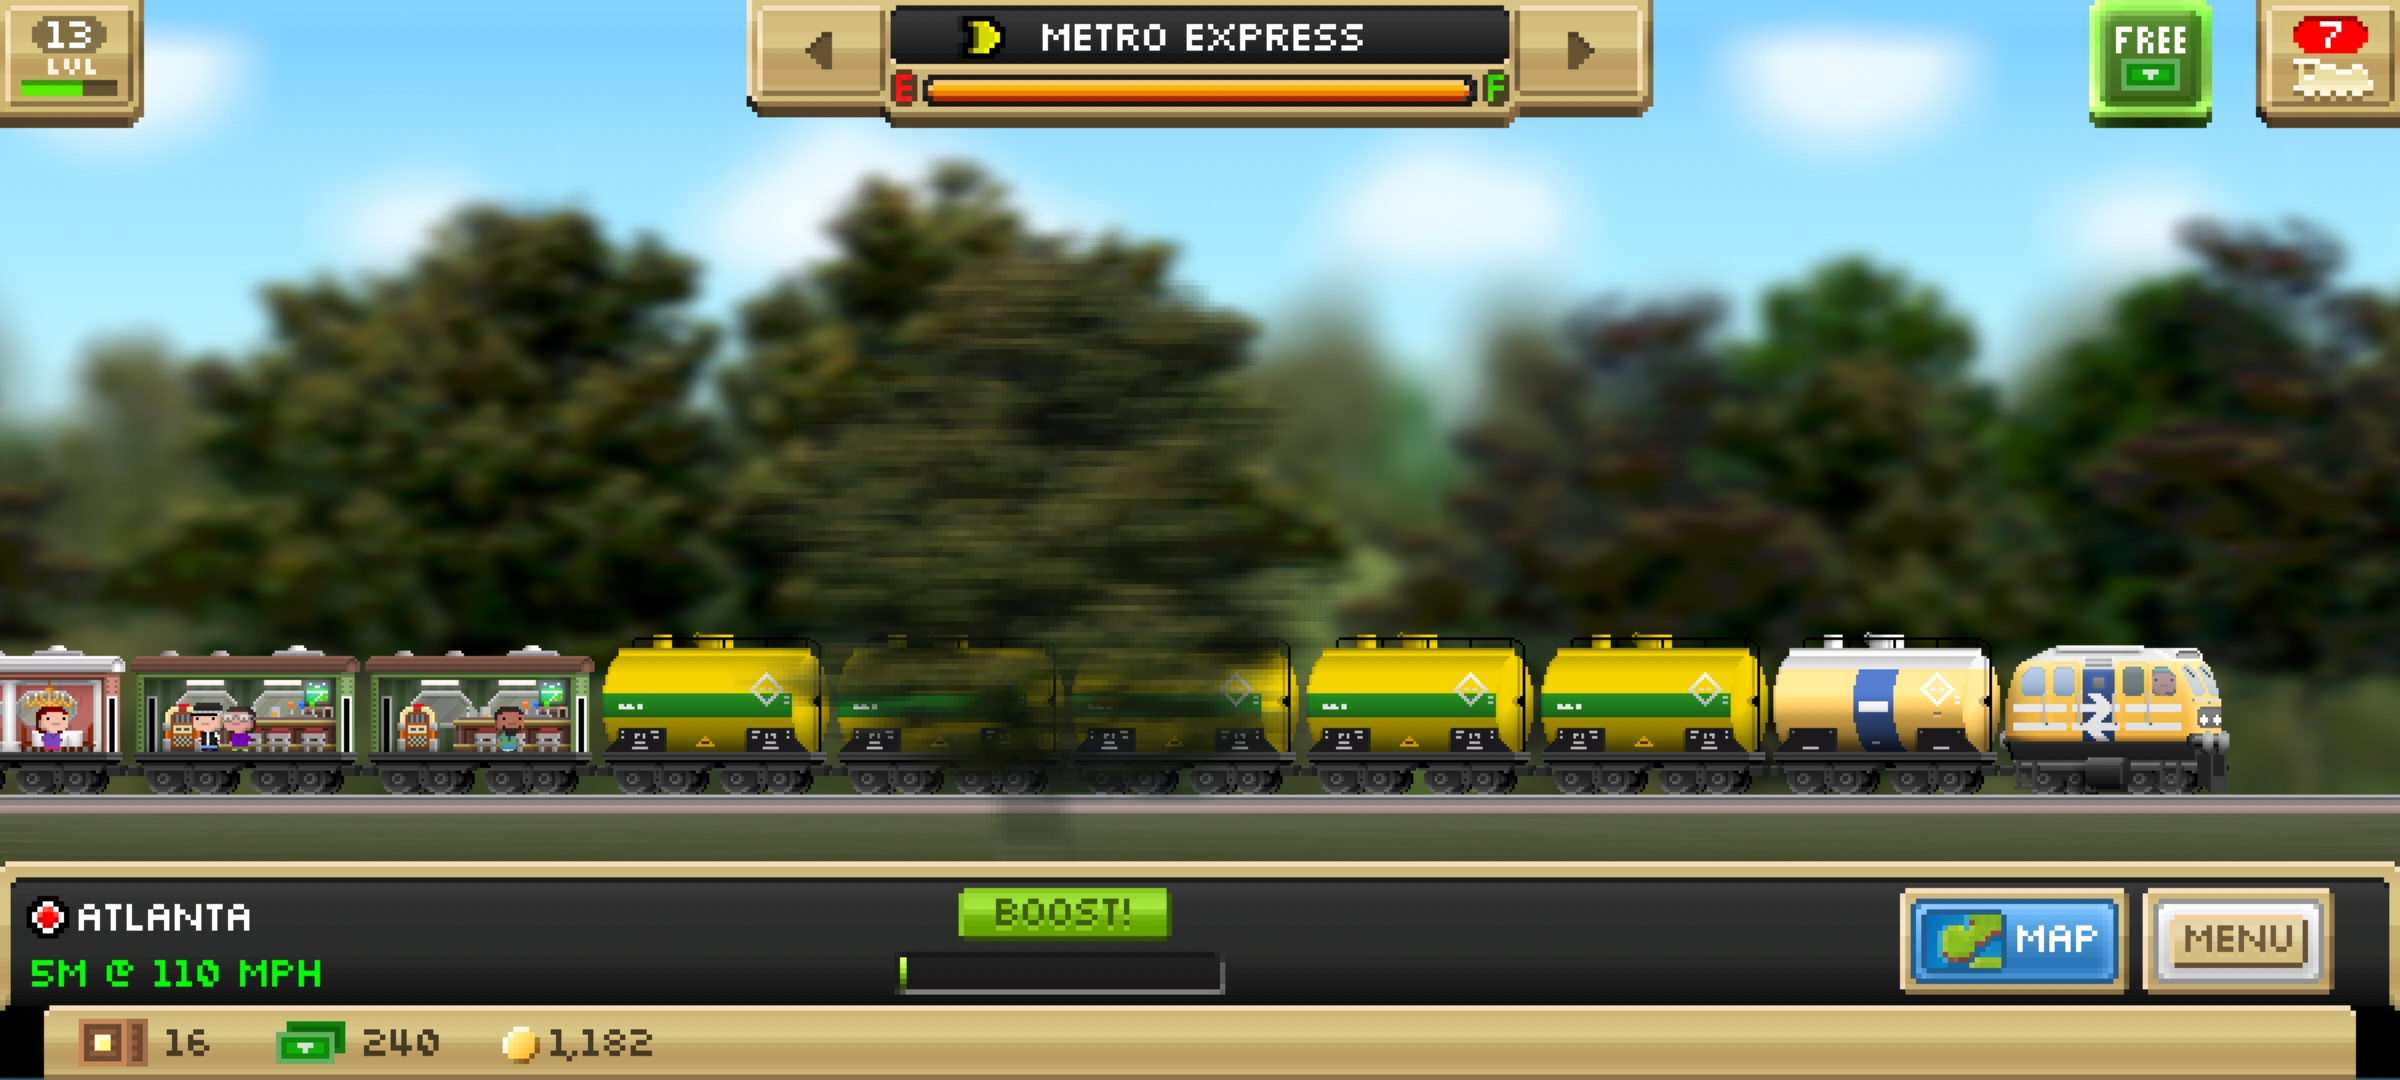 13
LVL
METRO EXPRESS
E F
FREE
7
ATLANTA
5M @ 110 MPH
BOOST!
MAP
MENU
16
240
1,182